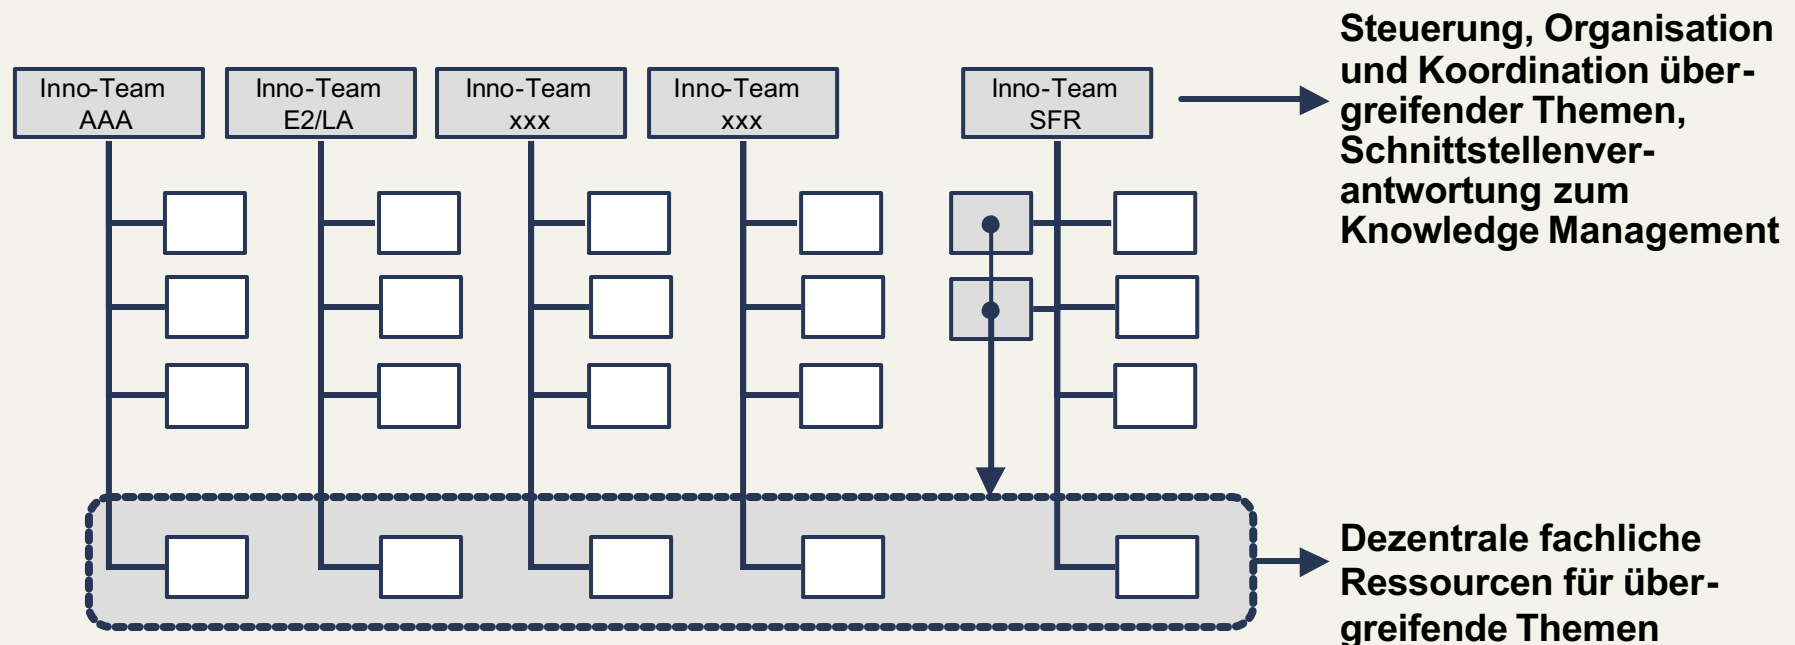 Inno-Team
AAA
Inno-Team
E2/LA
Inno-Team
xxx
Inno-Team
xxx
Inno-Team
SFR
Steuerung, Organisation
und Koordination über-
greifender Themen,
Schnittstellenver-
antwortung zum
Knowledge Management
Dezentrale fachliche
Ressourcen für über-
greifende Themen